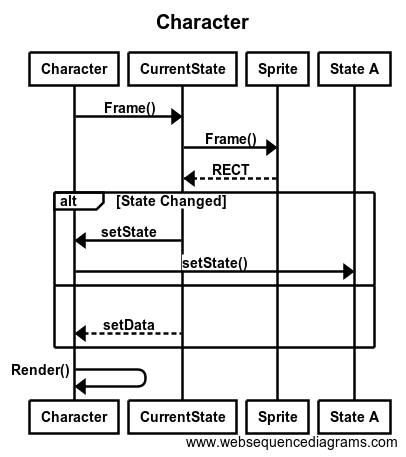 Character
Character CurrentState Sprite State A
Frame()
Frame()
RECT
alt [State Changed]
setState
setState()
setData
Render()
Character CurrentState Sprite State A
www.websequencediagrams.com